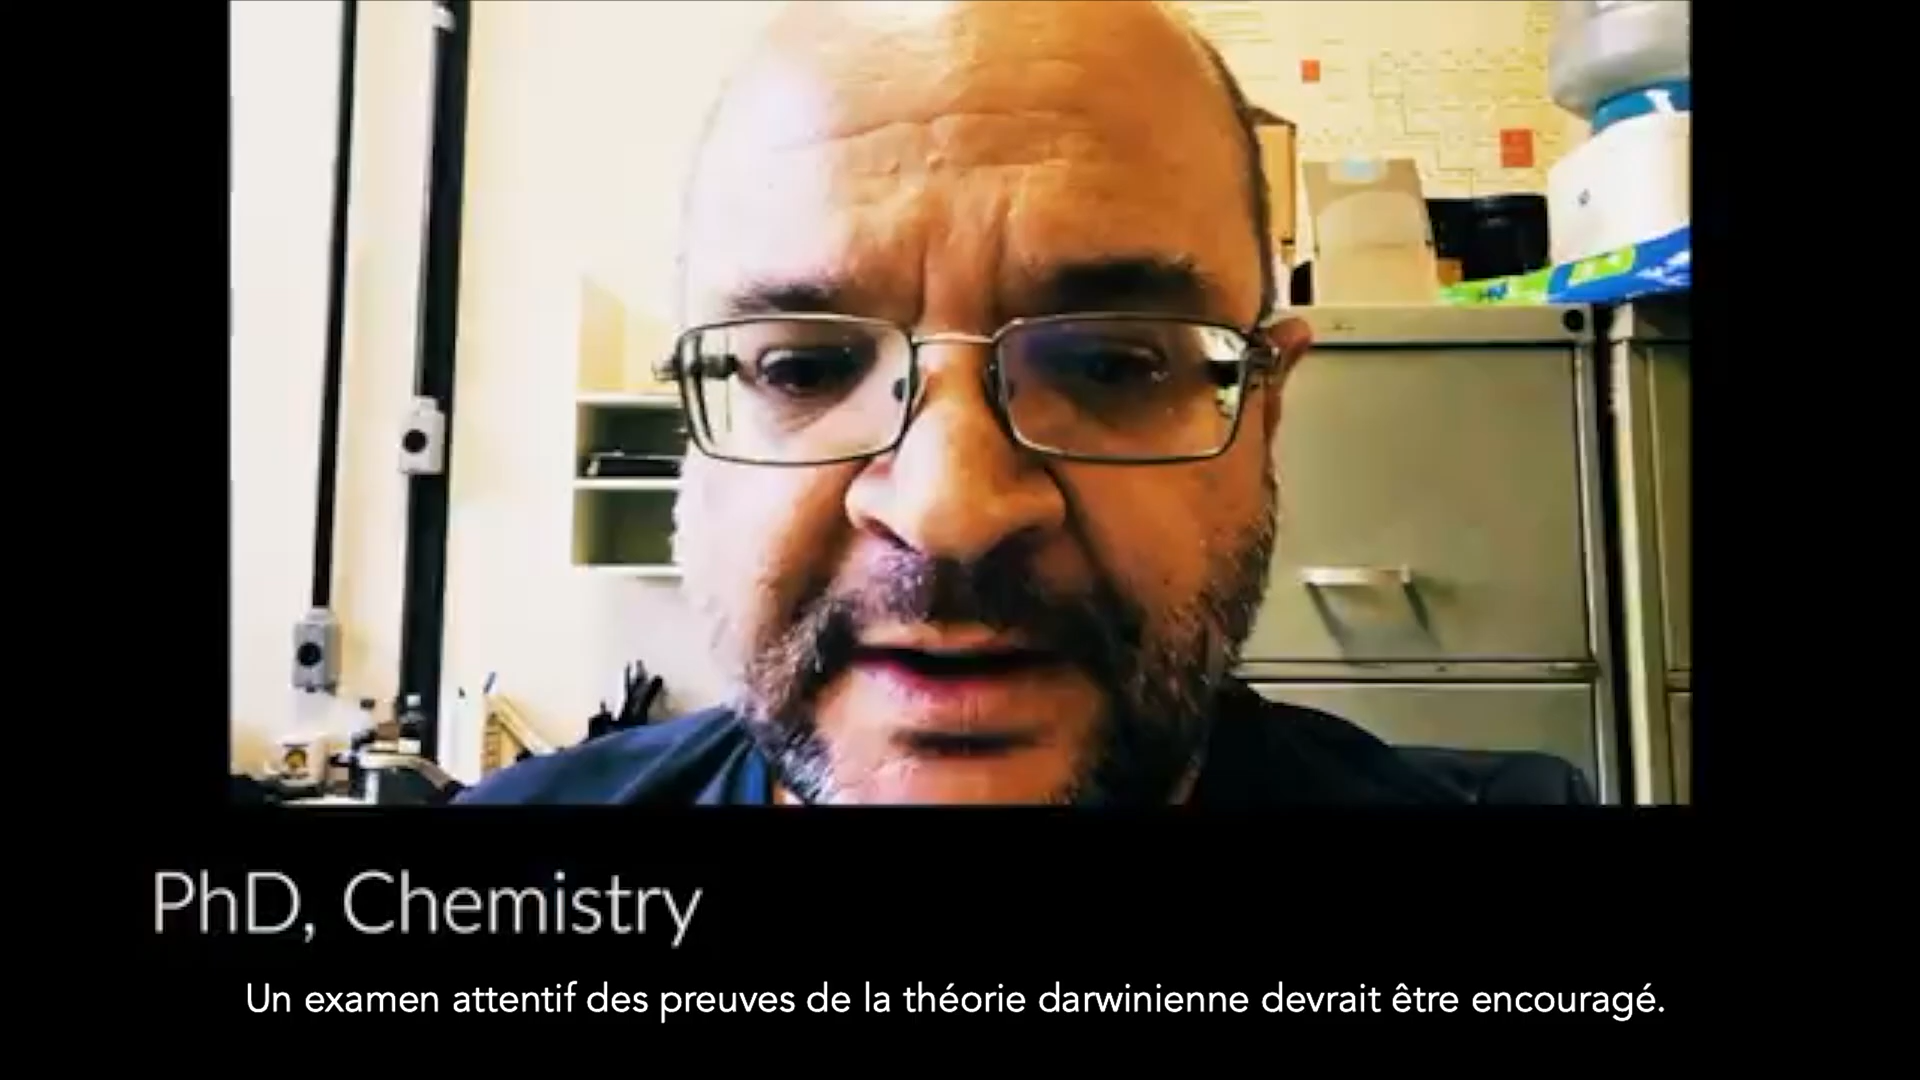 PhD, Chemistry
Un examen attentif des preuves de la théorie darwinienne devrait être encouragé.